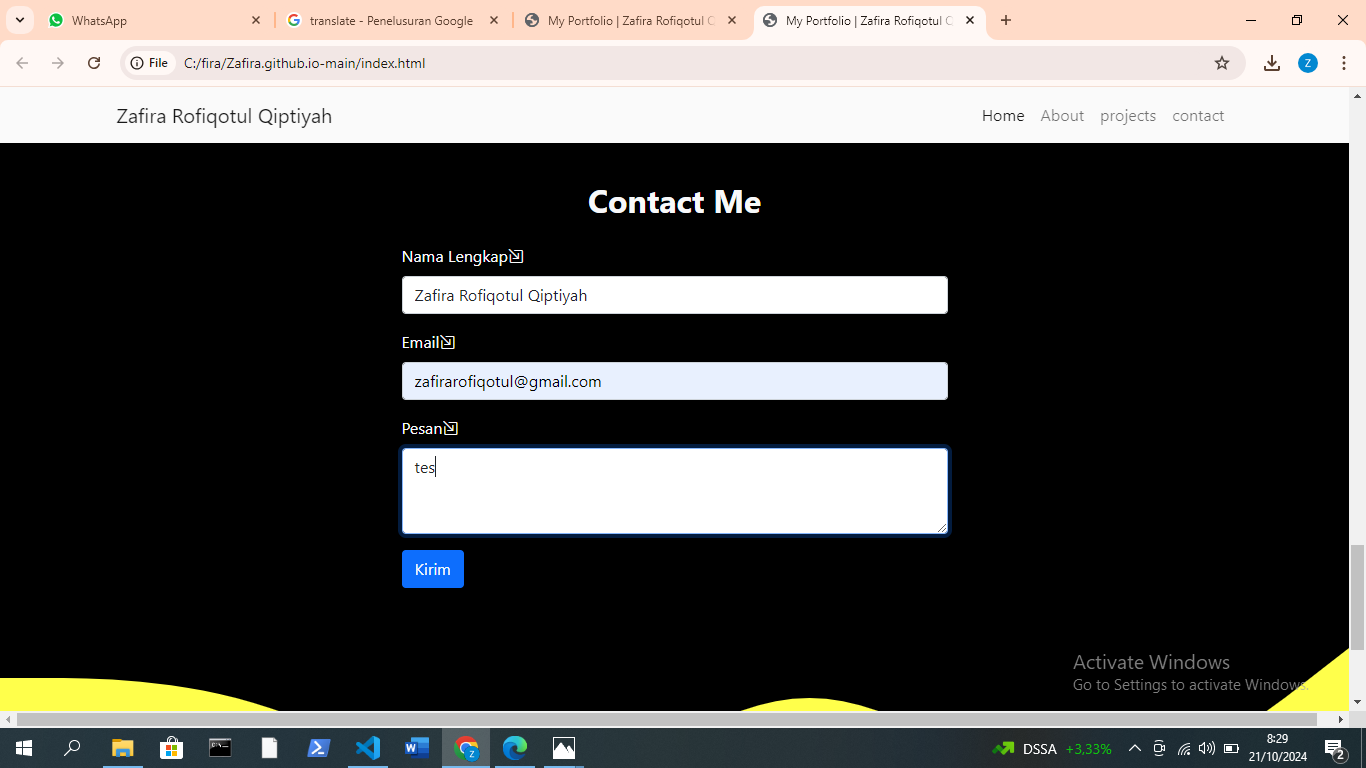 WhatsApp
translate - Penelusuran Google
My Portfolio | Zafira Rofiqotul Q
My Portfolio | Zafira Rofiqotul Q
File
C:/fira/Zafira.github.io-main/index.html
Z
Zafira Rofiqotul Qiptiyah
Home About projects contact
Contact Me
Nama Lengkap
Zafira Rofiqotul Qiptiyah
Email
zafirarofiqotul@gmail.com
Pesan
tes
Kirim
Activate Windows
Go to Settings to activate Windows.
DSSA +3,33%
8:29
21/10/2024
2